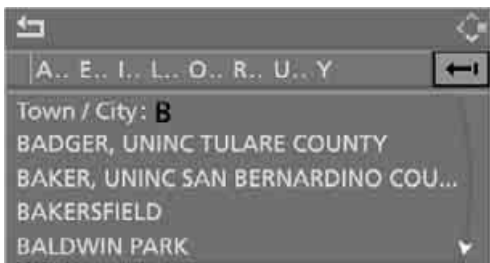 A.. E.. I.. L.. O.. R.. U.. Y
Town / City: B
BADGER, UNINC TULARE COUNTY
BAKER, UNINC SAN BERNARDINO COU...
BAKERSFIELD
BALDWIN PARK